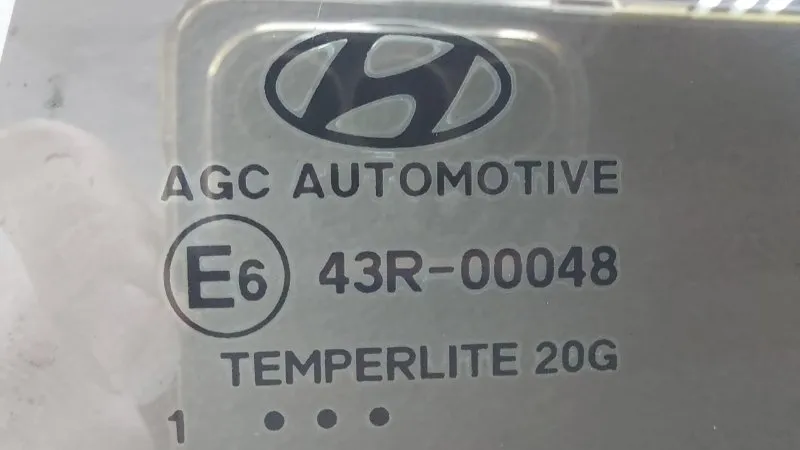 AGC AUTOMOTIVE
E6 43R-00048
TEMPERLITE 20G
1 ● ● ●